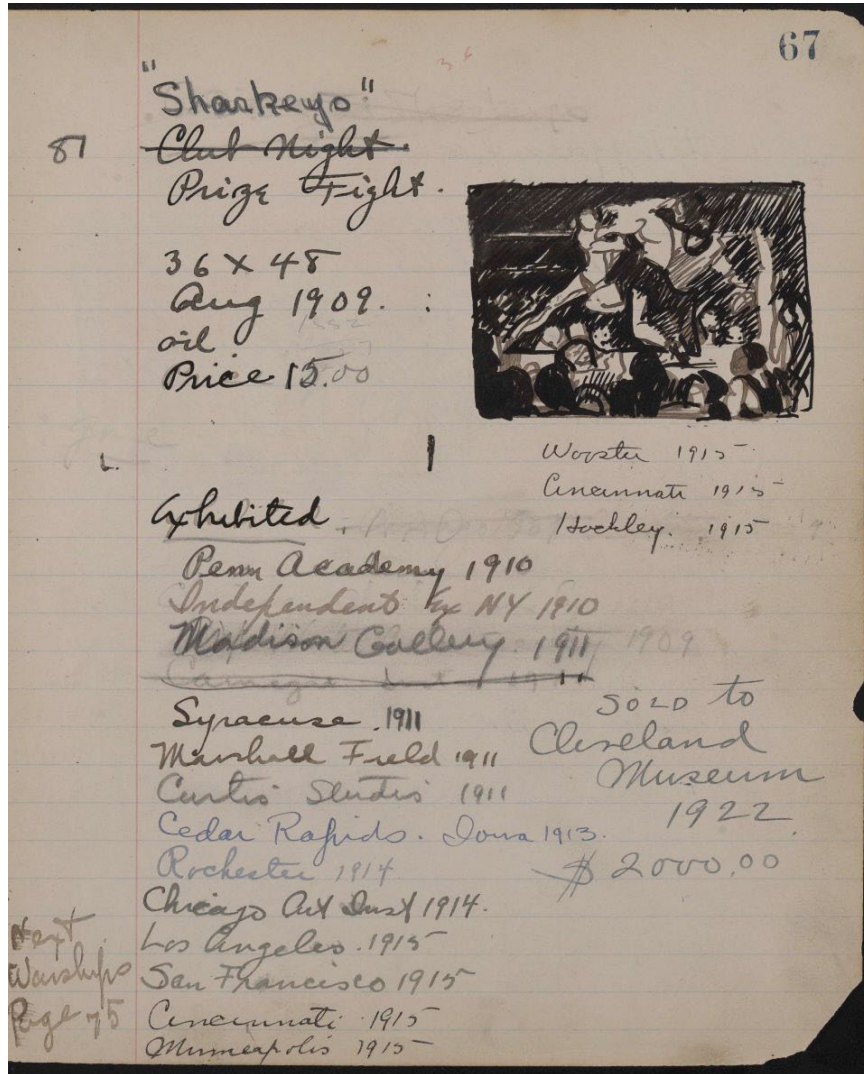 67
"Sharkeys"
87 Club Night.
Prize Fight.
36 X 48
Aug 1909. :
oil
Price 15.00
Wooster 1915
Cincinnati 1915
Hackley. 1915
Exhibited.
Penn Academy 1910
Independent Ex NY 1910
Madison Gallery. 1911 1909
Carnegie Inst
Syracuse. 1911
Marshall Field 1911
Curtis Studio 1911
Cedar Rapids. Iowa 1913.
Rochester 1914
Chicago Art Inst 1914.
Los Angeles. 1915
San Francisco 1915
Cincinnati 1915
Minneapolis 1915
SOLD to
Cleveland
Museum
1922
$2000.00
Next
Warships
Page 75